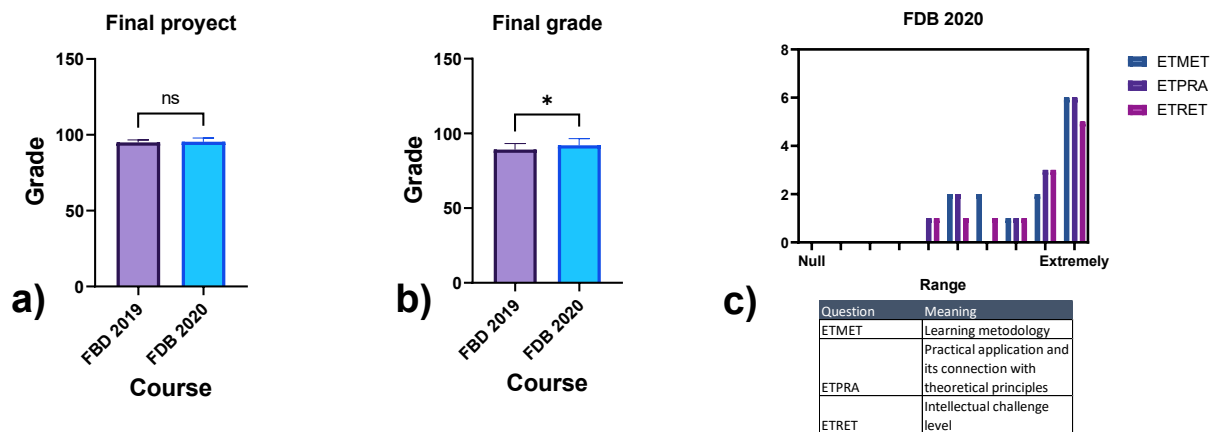 Final proyect
150
100
50
0
Grade
ns
FBD 2019
FDB 2020
Course
a)
Final grade
150
100
50
0
Grade
*
FBD 2019
FDB 2020
Course
b)
FDB 2020
8
6
4
2
0
Null
Extremely
Range
ETMET
ETPRA
ETRET
c)
Question Meaning
ETMET Learning metodology
Practical application and
its connection with
ETPRA theoretical principles
Intellectual challenge
ETRET level